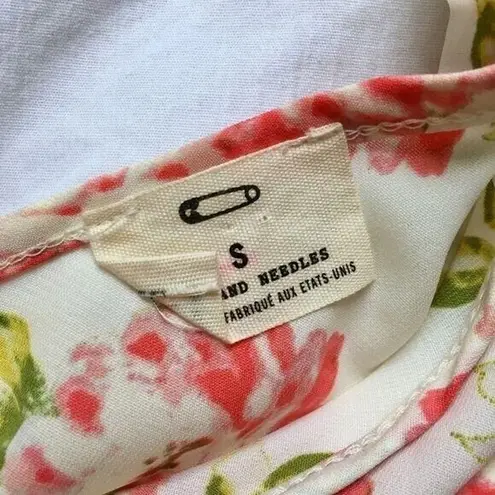 S
AND NEEDLES
FABRIQUÉ AUX ETATS-UNIS